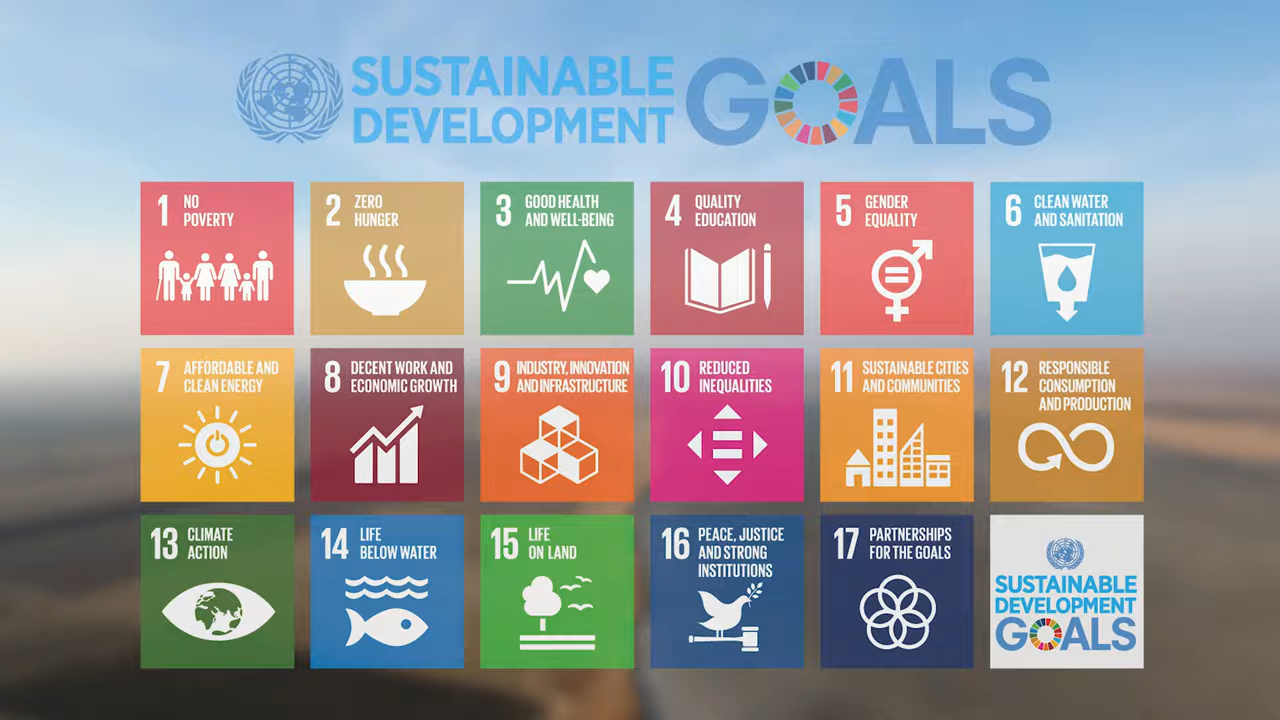 SUSTAINABLE
DEVELOPMENT
GOALS
1 NO
POVERTY
2 ZERO
HUNGER
3 GOOD HEALTH
AND WELL-BEING
4 QUALITY
EDUCATION
5 GENDER
EQUALITY
6 CLEAN WATER
AND SANITATION
7 AFFORDABLE AND
CLEAN ENERGY
8 DECENT WORK AND
ECONOMIC GROWTH
9 INDUSTRY, INNOVATION
AND INFRASTRUCTURE
10 REDUCED
INEQUALITIES
11 SUSTAINABLE CITIES
AND COMMUNITIES
12 RESPONSIBLE
CONSUMPTION
AND PRODUCTION
13 CLIMATE
ACTION
14 LIFE
BELOW WATER
15 LIFE
ON LAND
16 PEACE, JUSTICE
AND STRONG
INSTITUTIONS
17 PARTNERSHIPS
FOR THE GOALS
SUSTAINABLE
DEVELOPMENT
GOALS